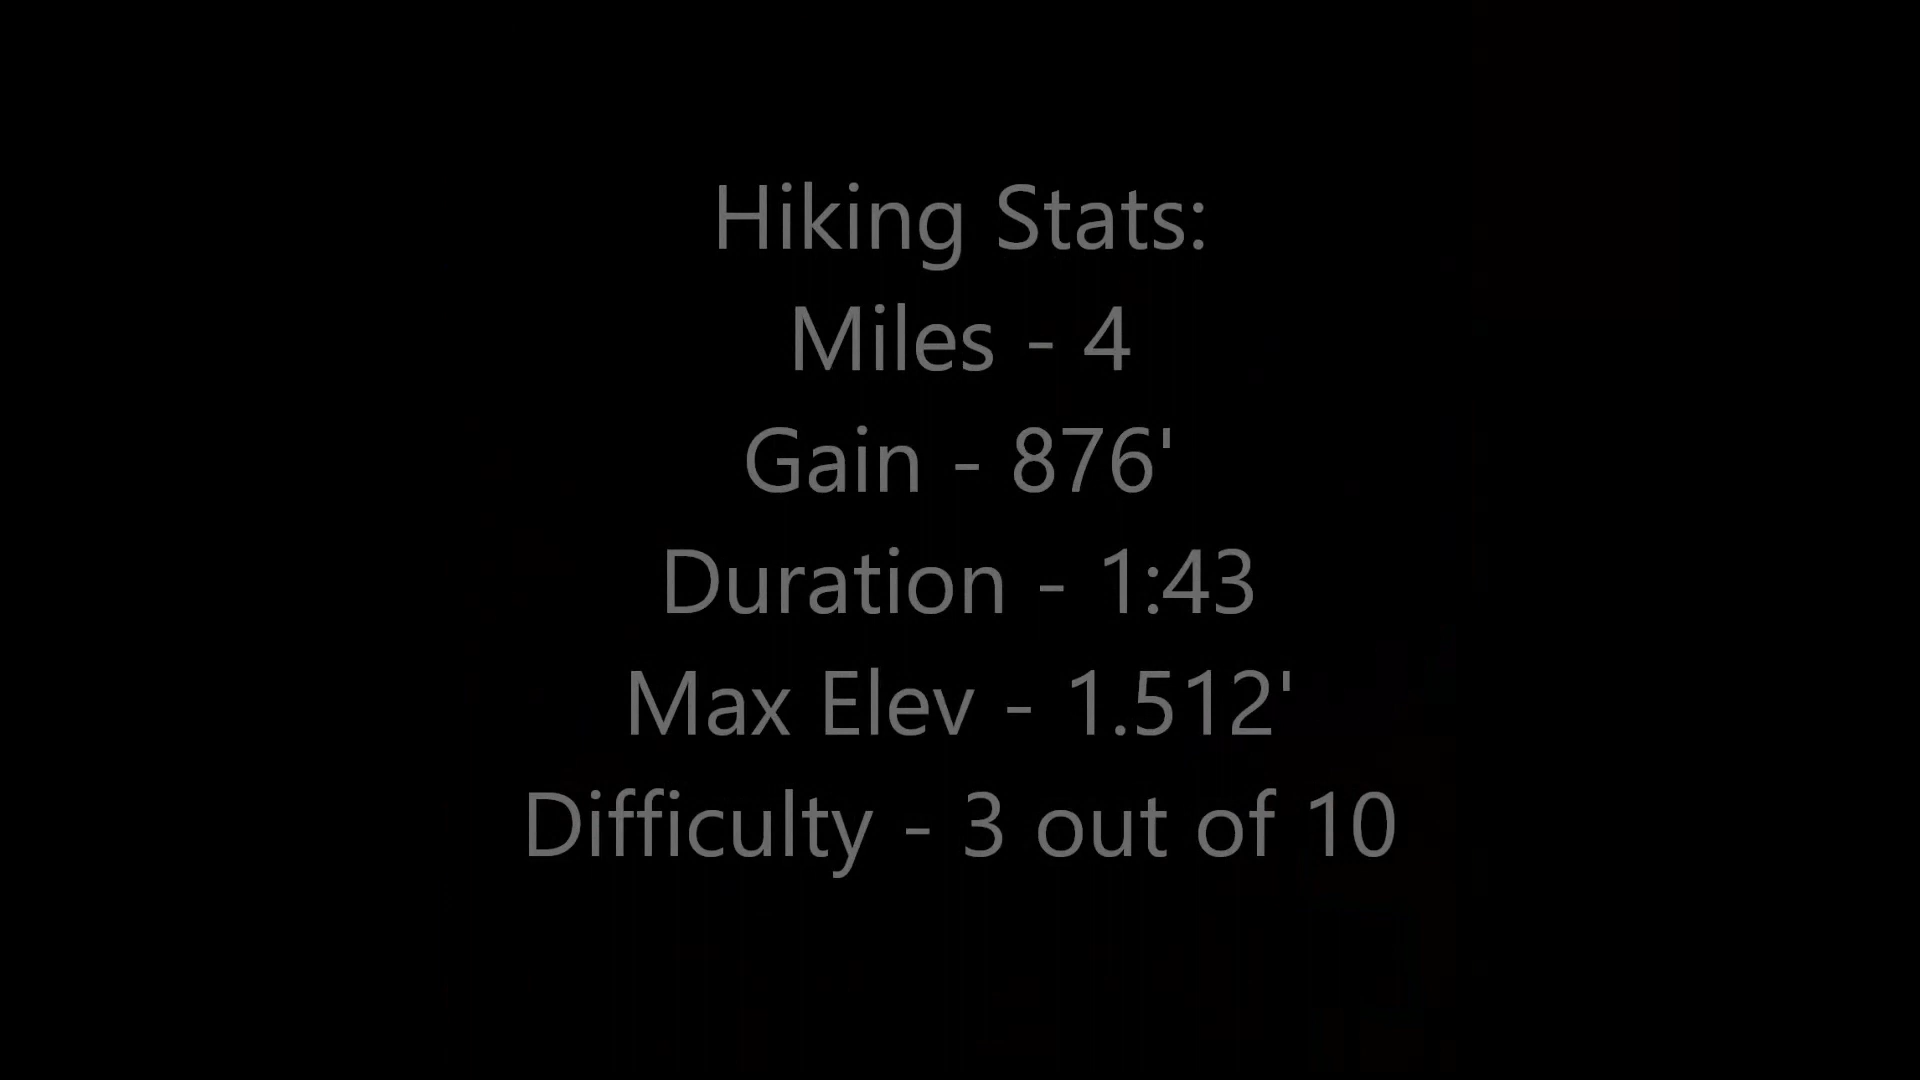 Hiking Stats:
Miles - 4
Gain - 876'
Duration - 1:43
Max Elev - 1.512'
Difficulty - 3 out of 10